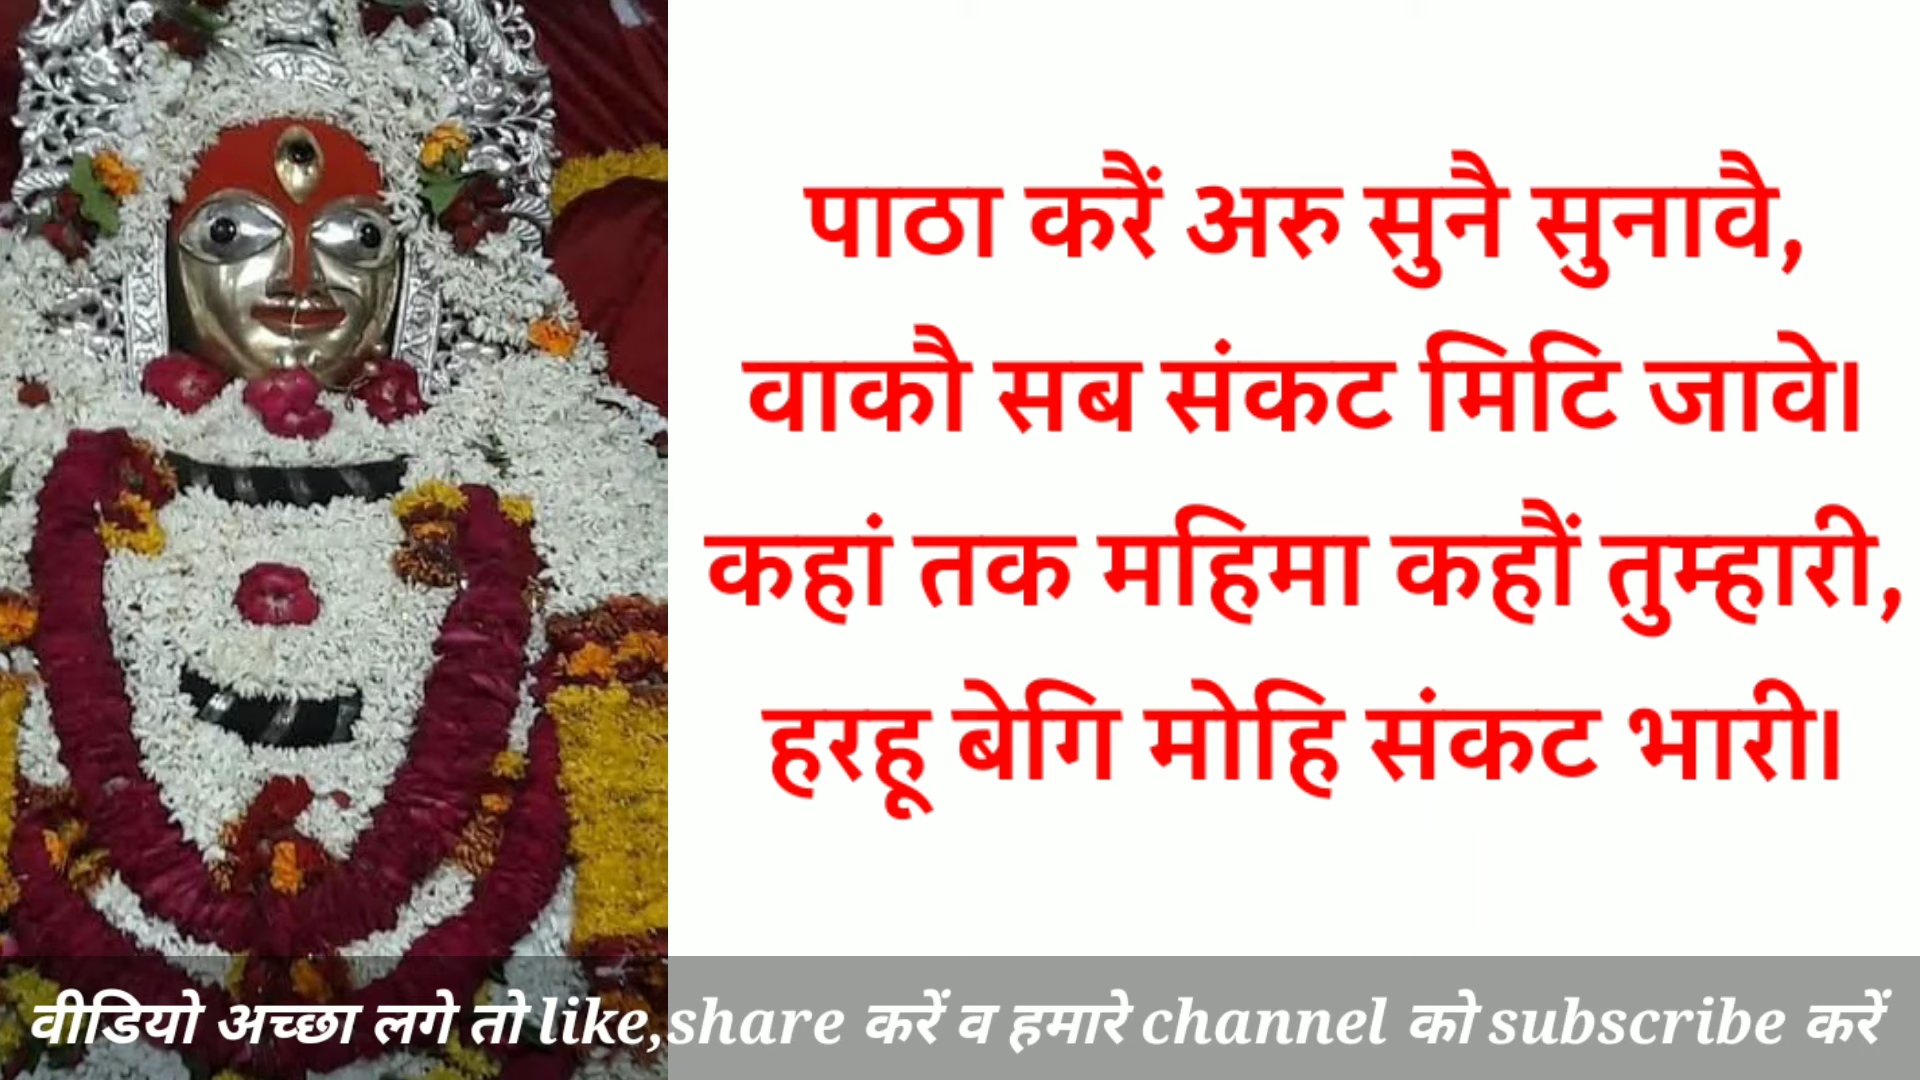 पाठा करैं अरु सुनै सुनावै,
वाकौ सब संकट मिटि जावे।
कहां तक महिमा कहौं तुम्हारी,
हरहू बेगि मोहि संकट भारी।
वीडियो अच्छा लगे तो like,share करें व हमारे channel को subscribe करें